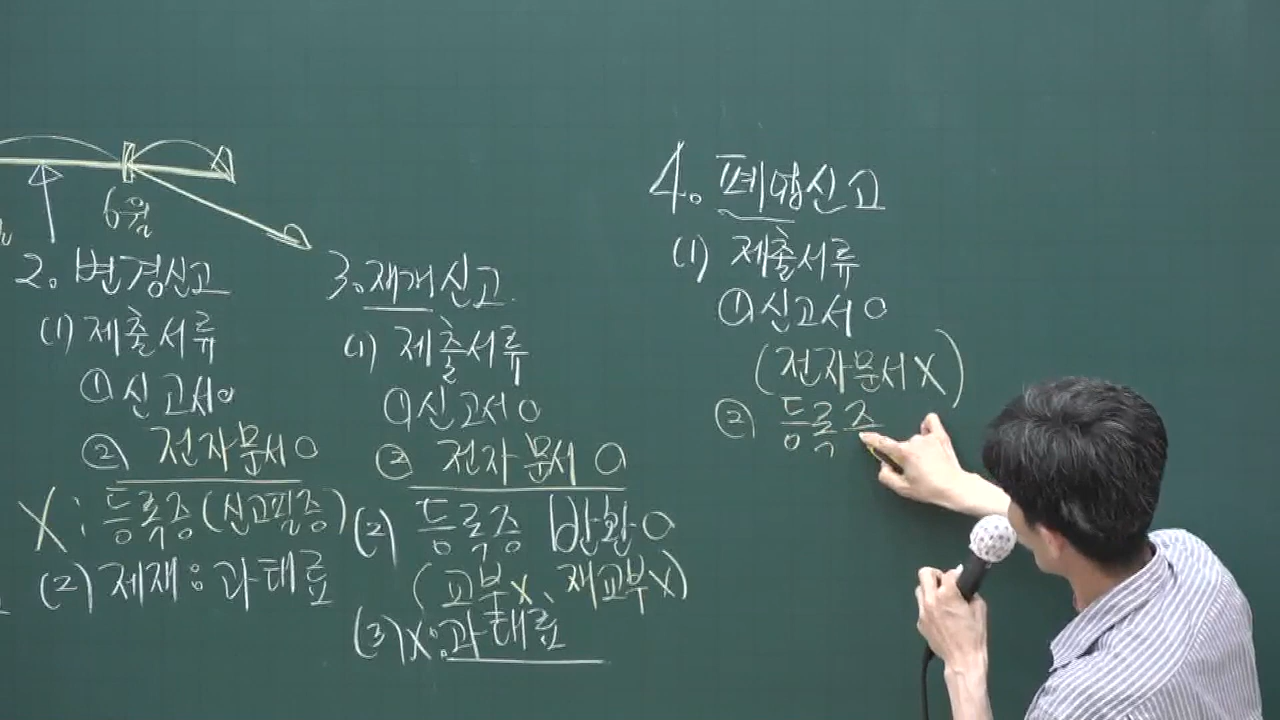 6월
2. 변경신고
(1) 제출서류
① 신고서○
② 전자문서○
X : 등록증(신고필증)
(2) 제재 : 과태료
3. 재개신고.
(1) 제출서류
① 신고서○
② 전자문서○
(2) 등록증 반환○
(교부X、재교부X)
(3) X : 과태료
4. 폐업신고
(1) 제출서류
① 신고서○
(전자문서X)
② 등록증